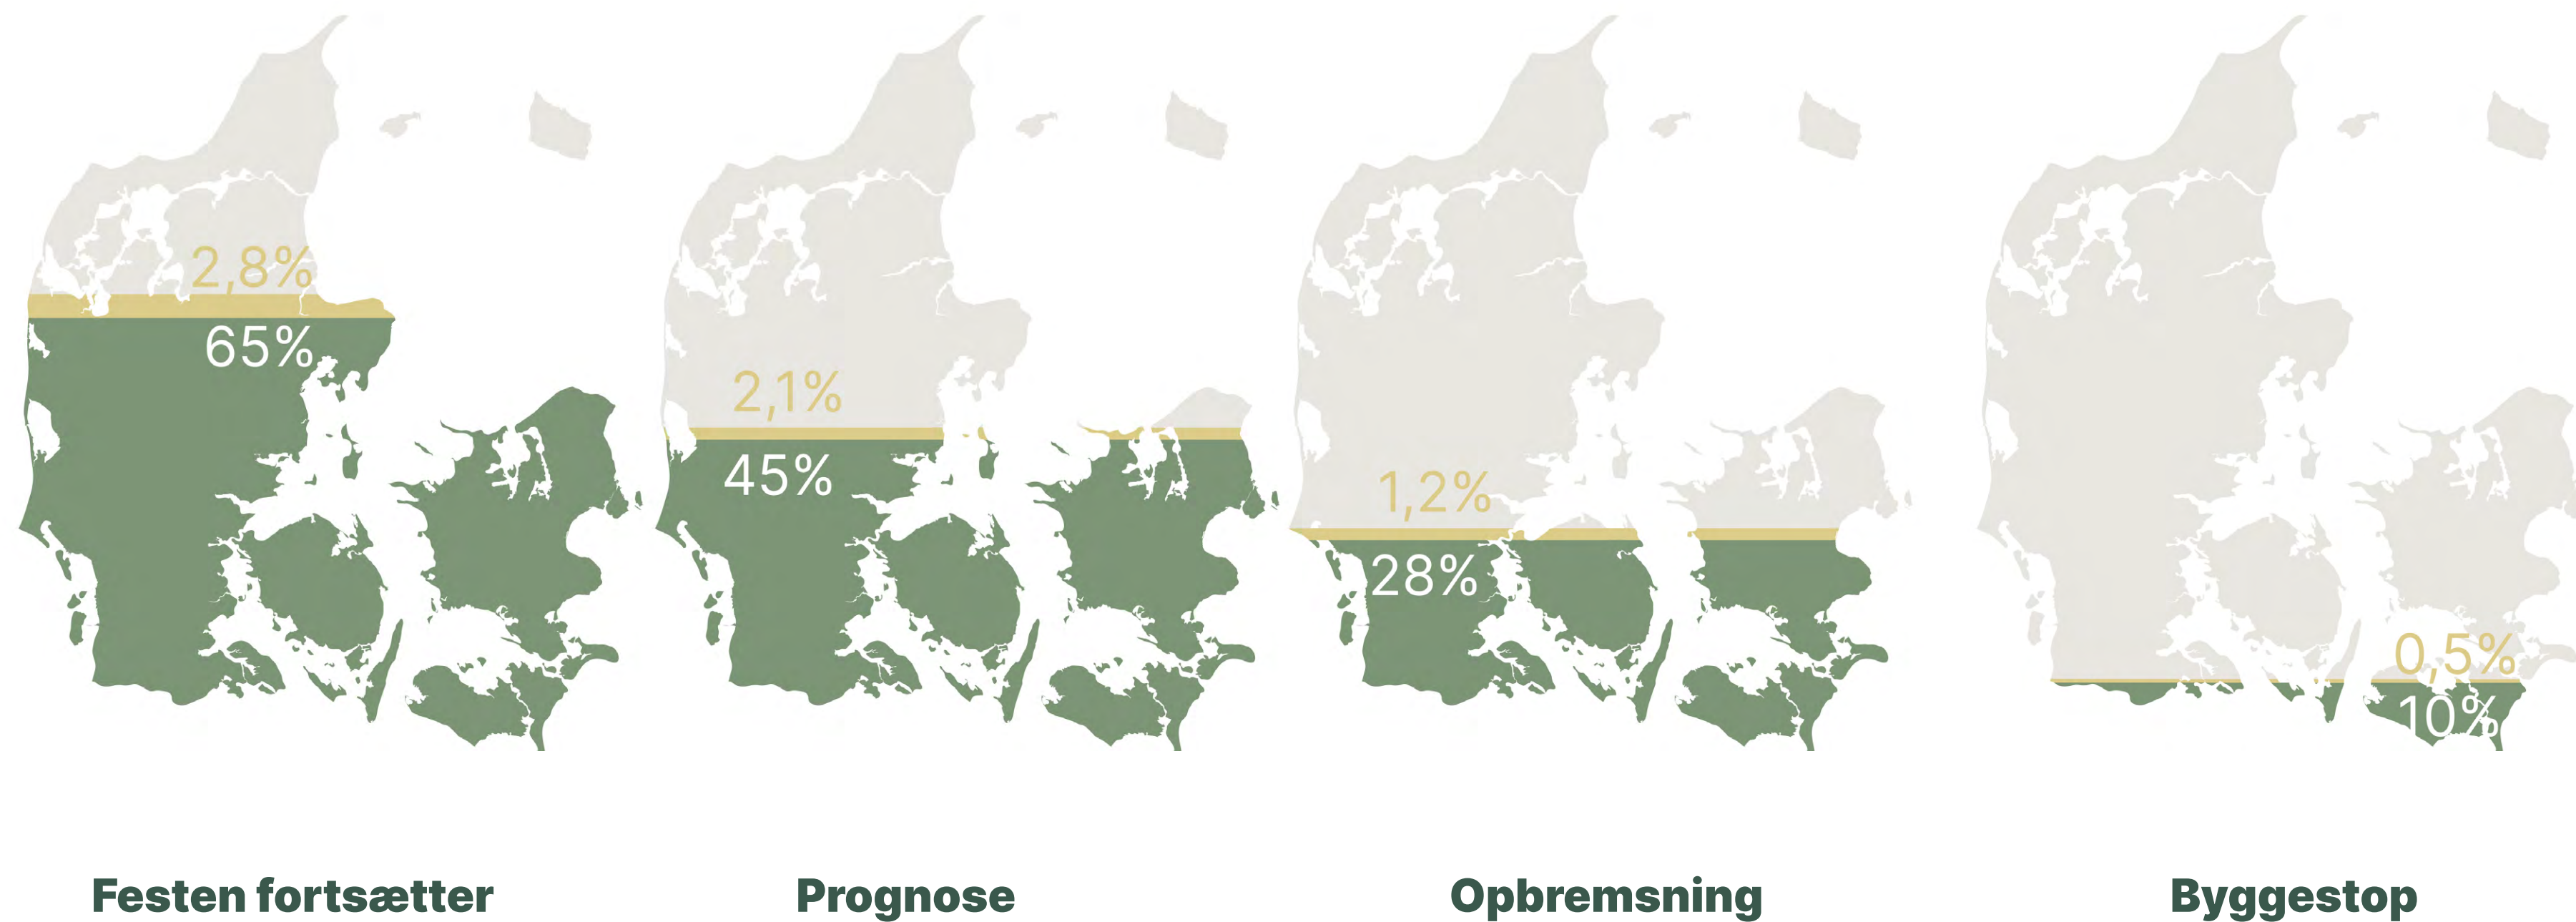 2,8%
65%
2,1%
45%
1,2%
28%
0,5%
10%
Festen fortsætter
Prognose
Opbremsning
Byggestop